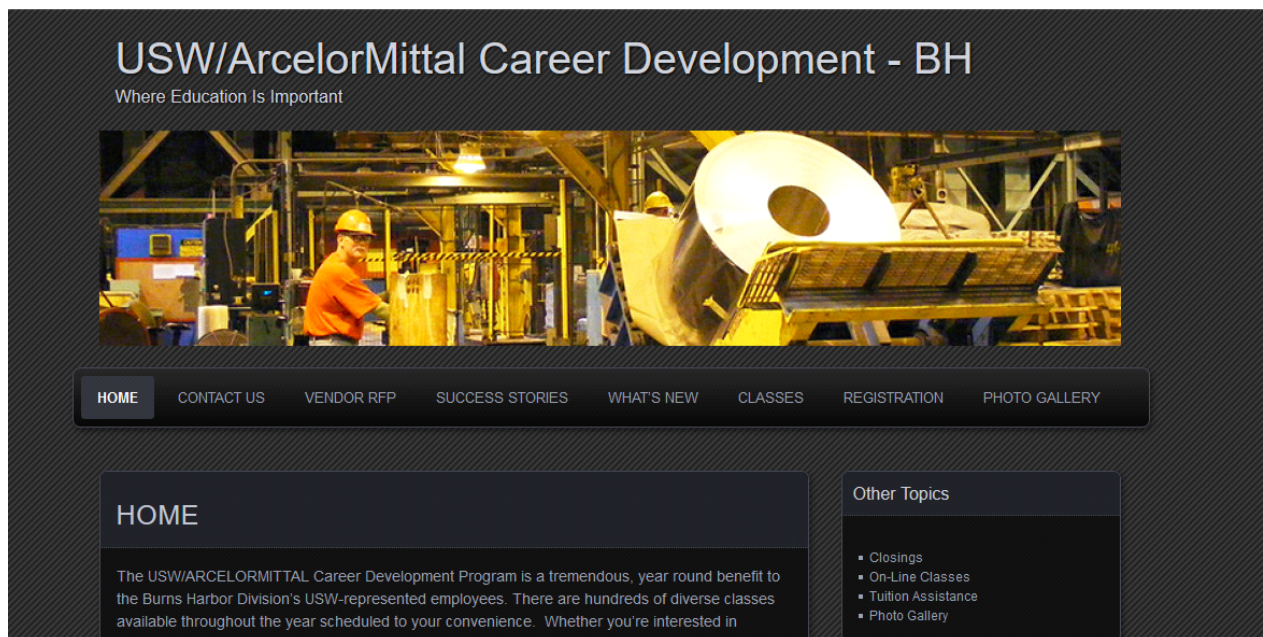 USW/ArcelorMittal Career Development - BH
Where Education Is Important
HOME CONTACT US VENDOR RFP SUCCESS STORIES WHAT'S NEW CLASSES REGISTRATION PHOTO GALLERY
HOME
The USW/ARCELORMITTAL Career Development Program is a tremendous, year round benefit to
the Burns Harbor Division's USW-represented employees. There are hundreds of diverse classes
available throughout the year scheduled to your convenience.  Whether you're interested in
Other Topics
Closings
On-Line Classes
Tuition Assistance
Photo Gallery